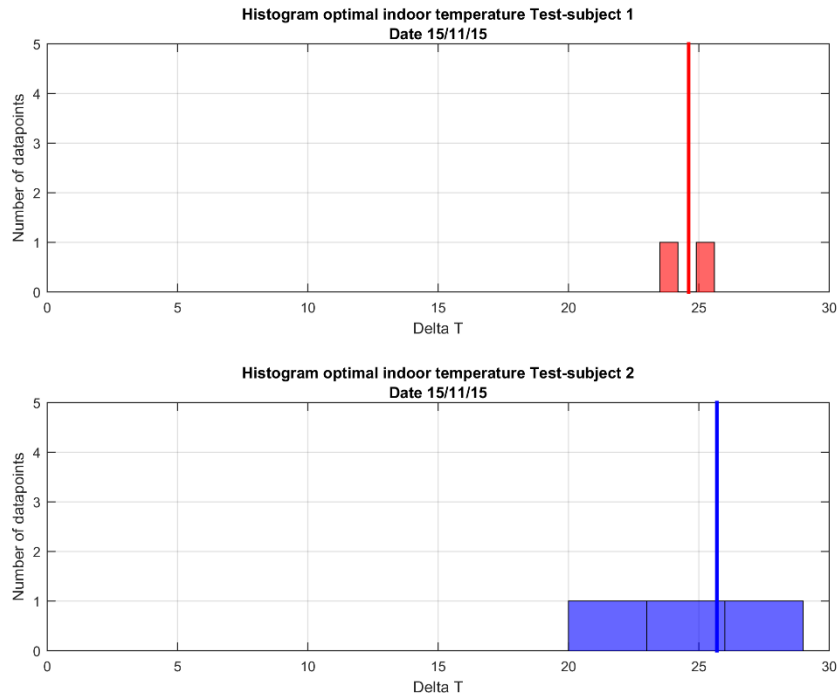 Histogram optimal indoor temperature Test-subject 1
Date 15/11/15
5
4
3
2
1
0
Number of datapoints
0 5 10 15 20 25 30
Delta T
Histogram optimal indoor temperature Test-subject 2
Date 15/11/15
5
4
3
2
1
0
Number of datapoints
0 5 10 15 20 25 30
Delta T